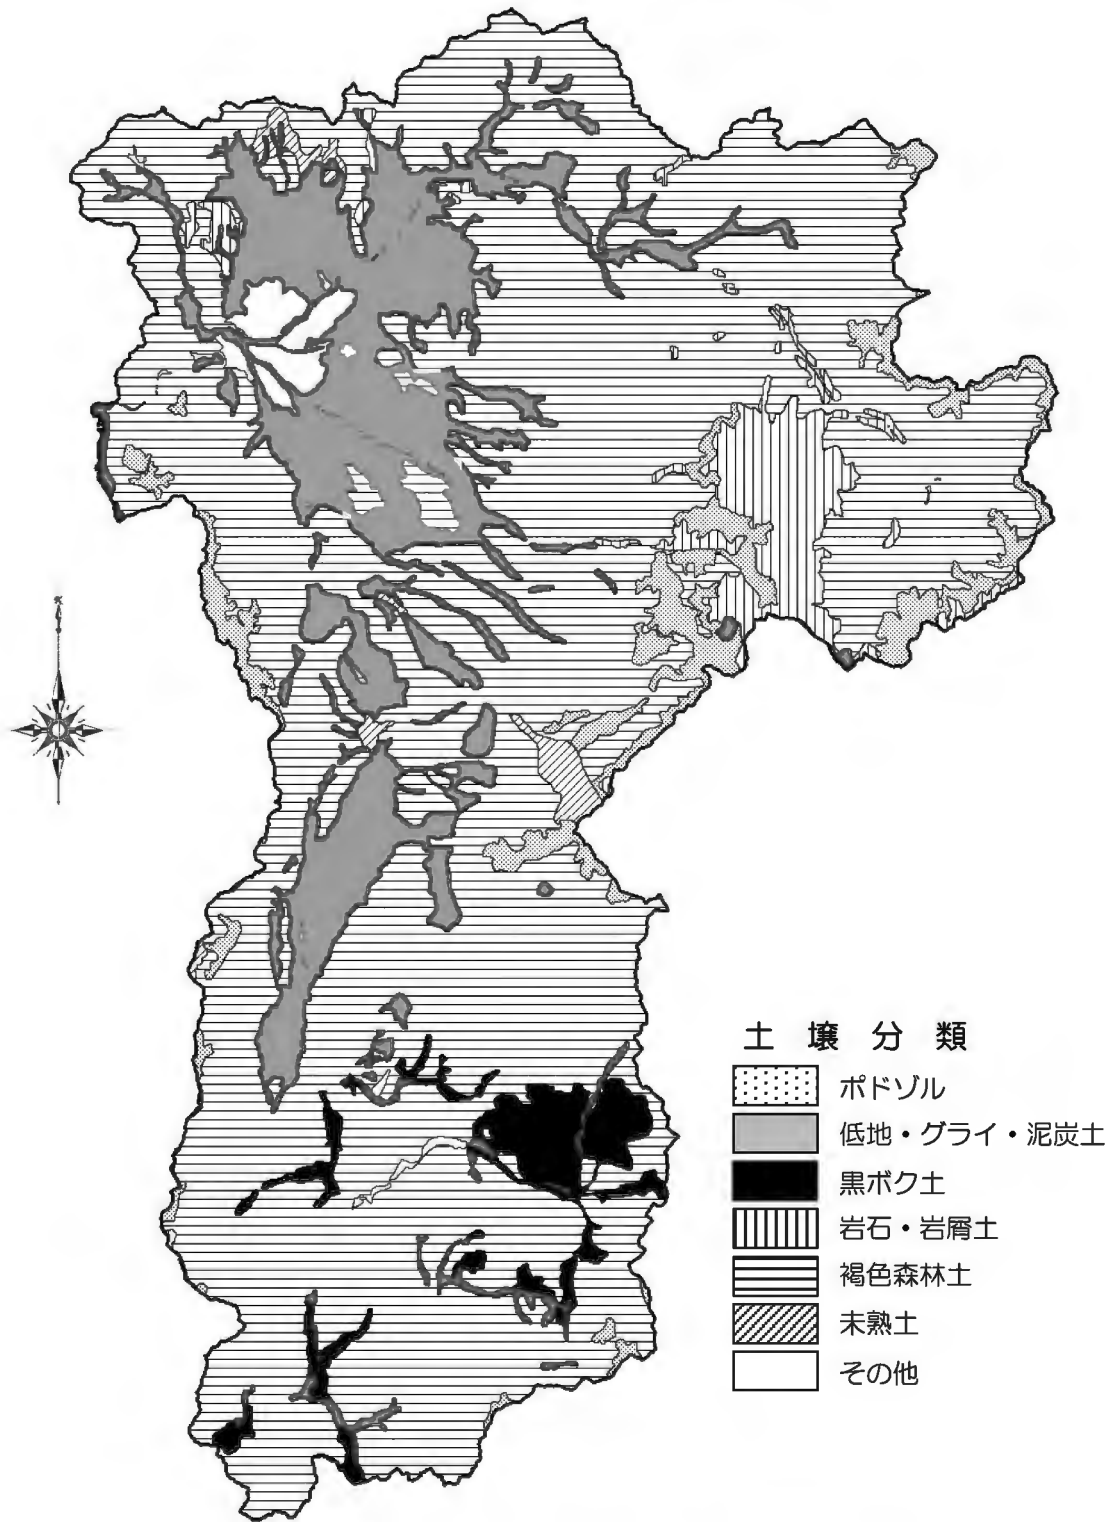 土壌分類
ポドゾル
低地・グライ・泥炭土
黒ボク土
岩石・岩屑土
褐色森林土
未熟土
その他